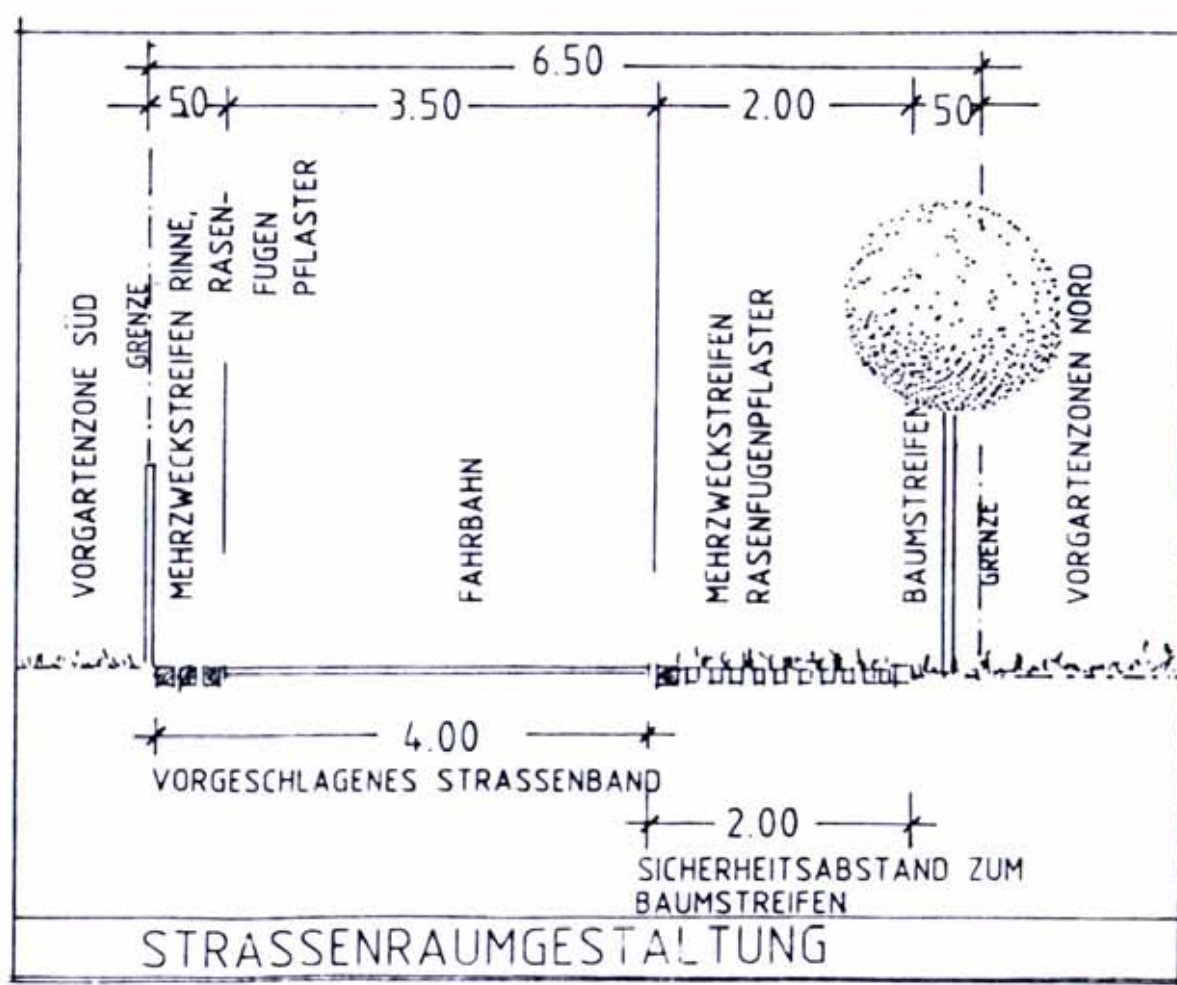 6.50
50
3.50
2.00
50
VORGARTENZONE SÜD
GRENZE
MEHRZWECKSTREIFEN RINNE,
RASEN-
FUGEN
PFLASTER
FAHRBAHN
MEHRZWECKSTREIFEN
RASENFUGENPFLASTER
BAUMSTREIFEN
GRENZE
VORGARTENZONEN NORD
4.00
VORGESCHLAGENES STRASSENBAND
2.00
SICHERHEITSABSTAND ZUM
BAUMSTREIFEN
STRASSENRAUMGESTALTUNG